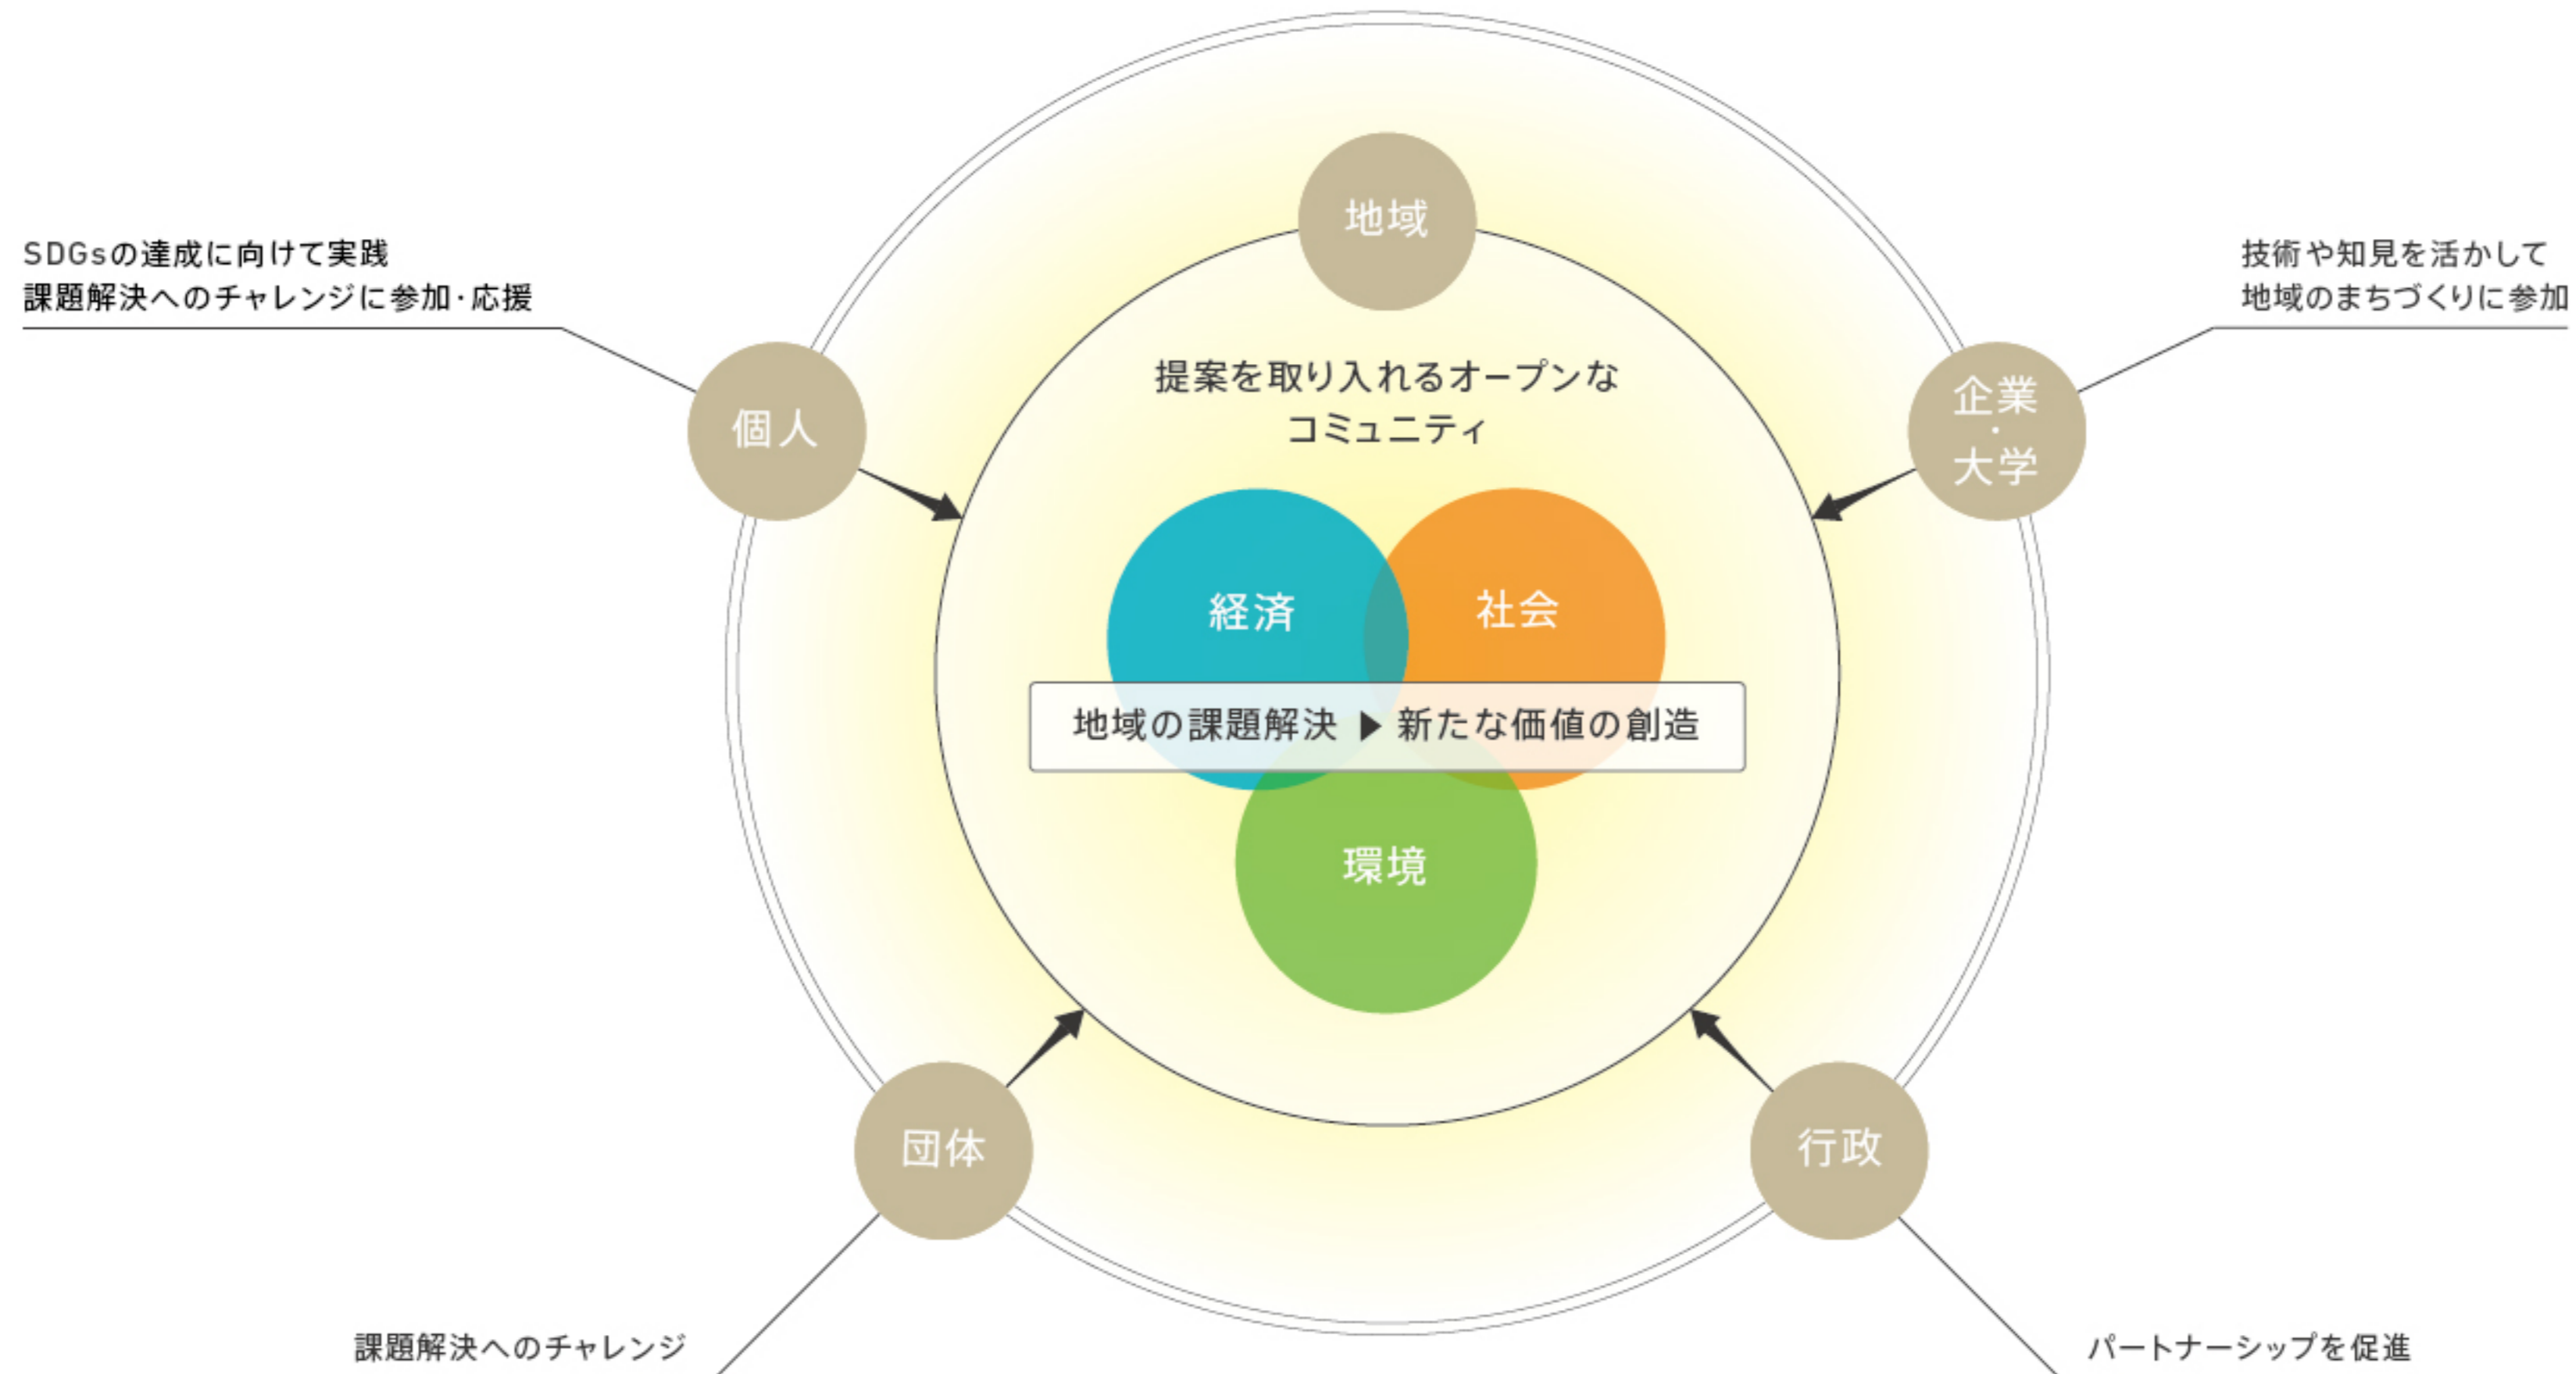 地域
SDGsの達成に向けて実践
課題解決へのチャレンジに参加・応援
技術や知見を活かして
地域のまちづくりに参加
個人
企業
・
大学
提案を取り入れるオープンな
コミュニティ
経済
社会
地域の課題解決 ▶ 新たな価値の創造
環境
団体
行政
課題解決へのチャレンジ
パートナーシップを促進